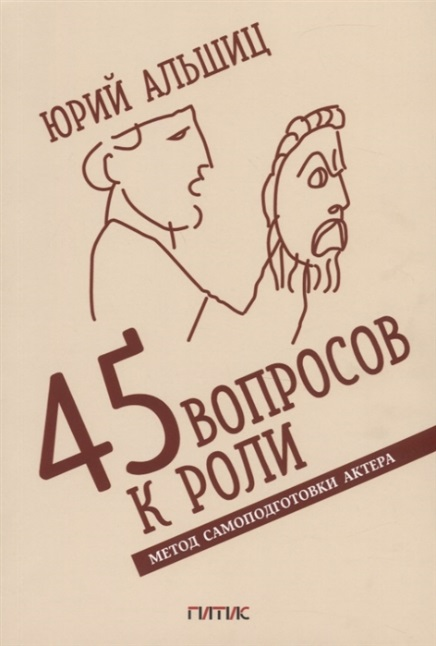 ЮРИЙ АЛЬШИЦ
45 ВОПРОСОВ
К РОЛИ
МЕТОД САМОПОДГОТОВКИ АКТЕРА
ГИТИС